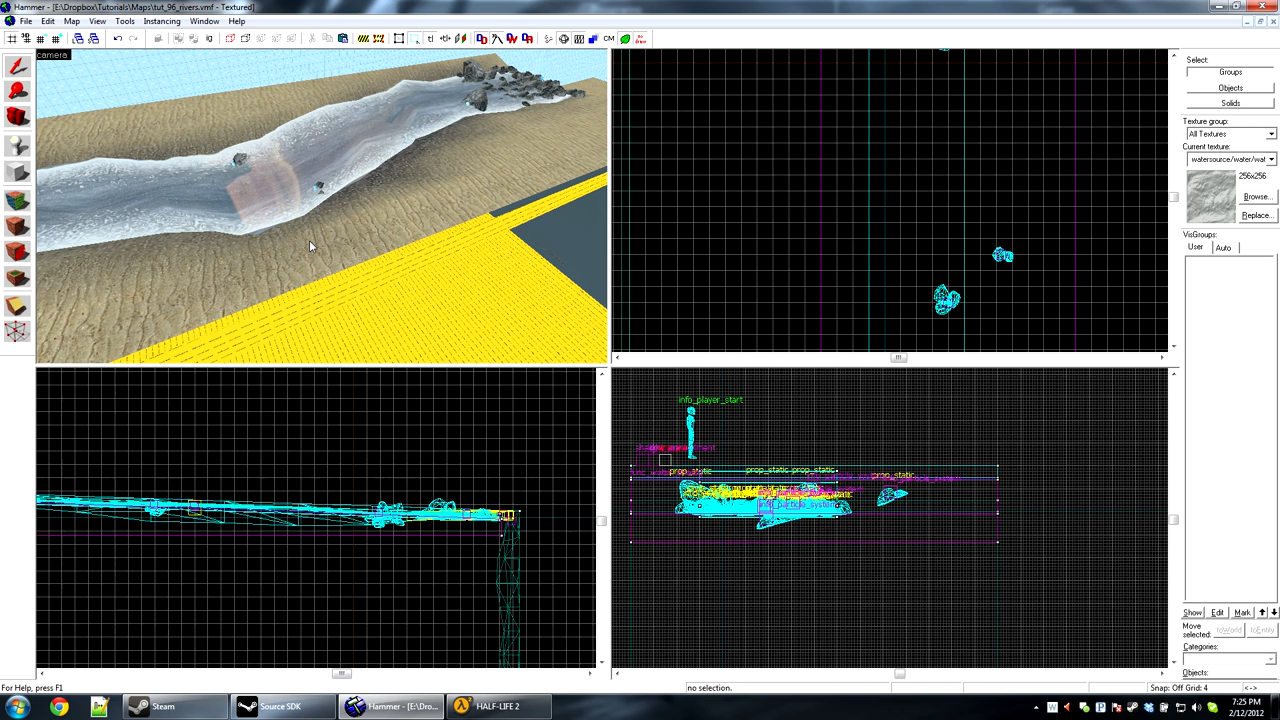 Hammer - [E:\Dropbox\Tutorials\Maps\tut_96_rivers.vmf - Textured]
File Edit Map View Tools Instancing Window Help
camera
Select:
Groups
Objects
Solids
Texture group:
All Textures
Current texture:
watersource/water/wat
256x256
Browse...
Replace...
VisGroups:
User Auto
info_player_start
prop_static
prop_static prop_static
prop_static
info_particle_system
Show Edit Mark
Move
selected:
toWorld toEntity
Categories:
Objects:
For Help, press F1
no selection.
Snap: Off Grid: 4
<->
Steam
Source SDK
Hammer - [E:\Dro...
HALF-LIFE 2
7:25 PM
2/12/2012